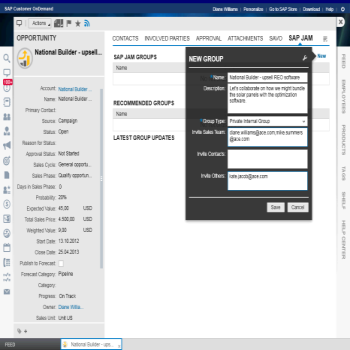 SAP Customer OnDemand
Diane Williams | Personalize | Go to SAP Store | Download | Help
Actions
OPPORTUNITY
National Builder - upsell...
Account: National Builder ...
Name: National Builder ...
Primary Contact:
Source: Campaign
Status: Open
Reason for Status:
Approval Status: Not Started
Sales Cycle: General opportu...
Sales Phase: Qualify opportun...
Days in Sales Phase: 0
Probability: 20%
Expected Value: 45,00 USD
Total Sales Price: 4.500,00 USD
Weighted Value: 9,00 USD
Start Date: 13.10.2012
Close Date: 25.04.2013
Publish to Forecast:
Forecast Category: Pipeline
Category:
Progress: On Track
Owner: Diane Willia...
Sales Unit: Unit US
CONTACTS INVOLVED PARTIES APPROVAL ATTACHMENTS SAVO SAP JAM
New
SAP JAM GROUPS
Name
RECOMMENDED GROUPS
Name
LATEST GROUP UPDATES
NEW GROUP
*Name: National Builder - upsell REO software
Description: Let's collaborate on how we might bundle
the solar panels with the optimization
software.
*Group Type: Private Internal Group
Invite Sales Team: diane.williams@ace.com,mike.summers
@ace.com
Invite Contacts:
Invite Others: kate.jacob@ace.com
Save Cancel
FEED
EMPLOYEES
PRODUCTS
TAGS
SHELF
HELP CENTER
FEED
National Builder - ups...